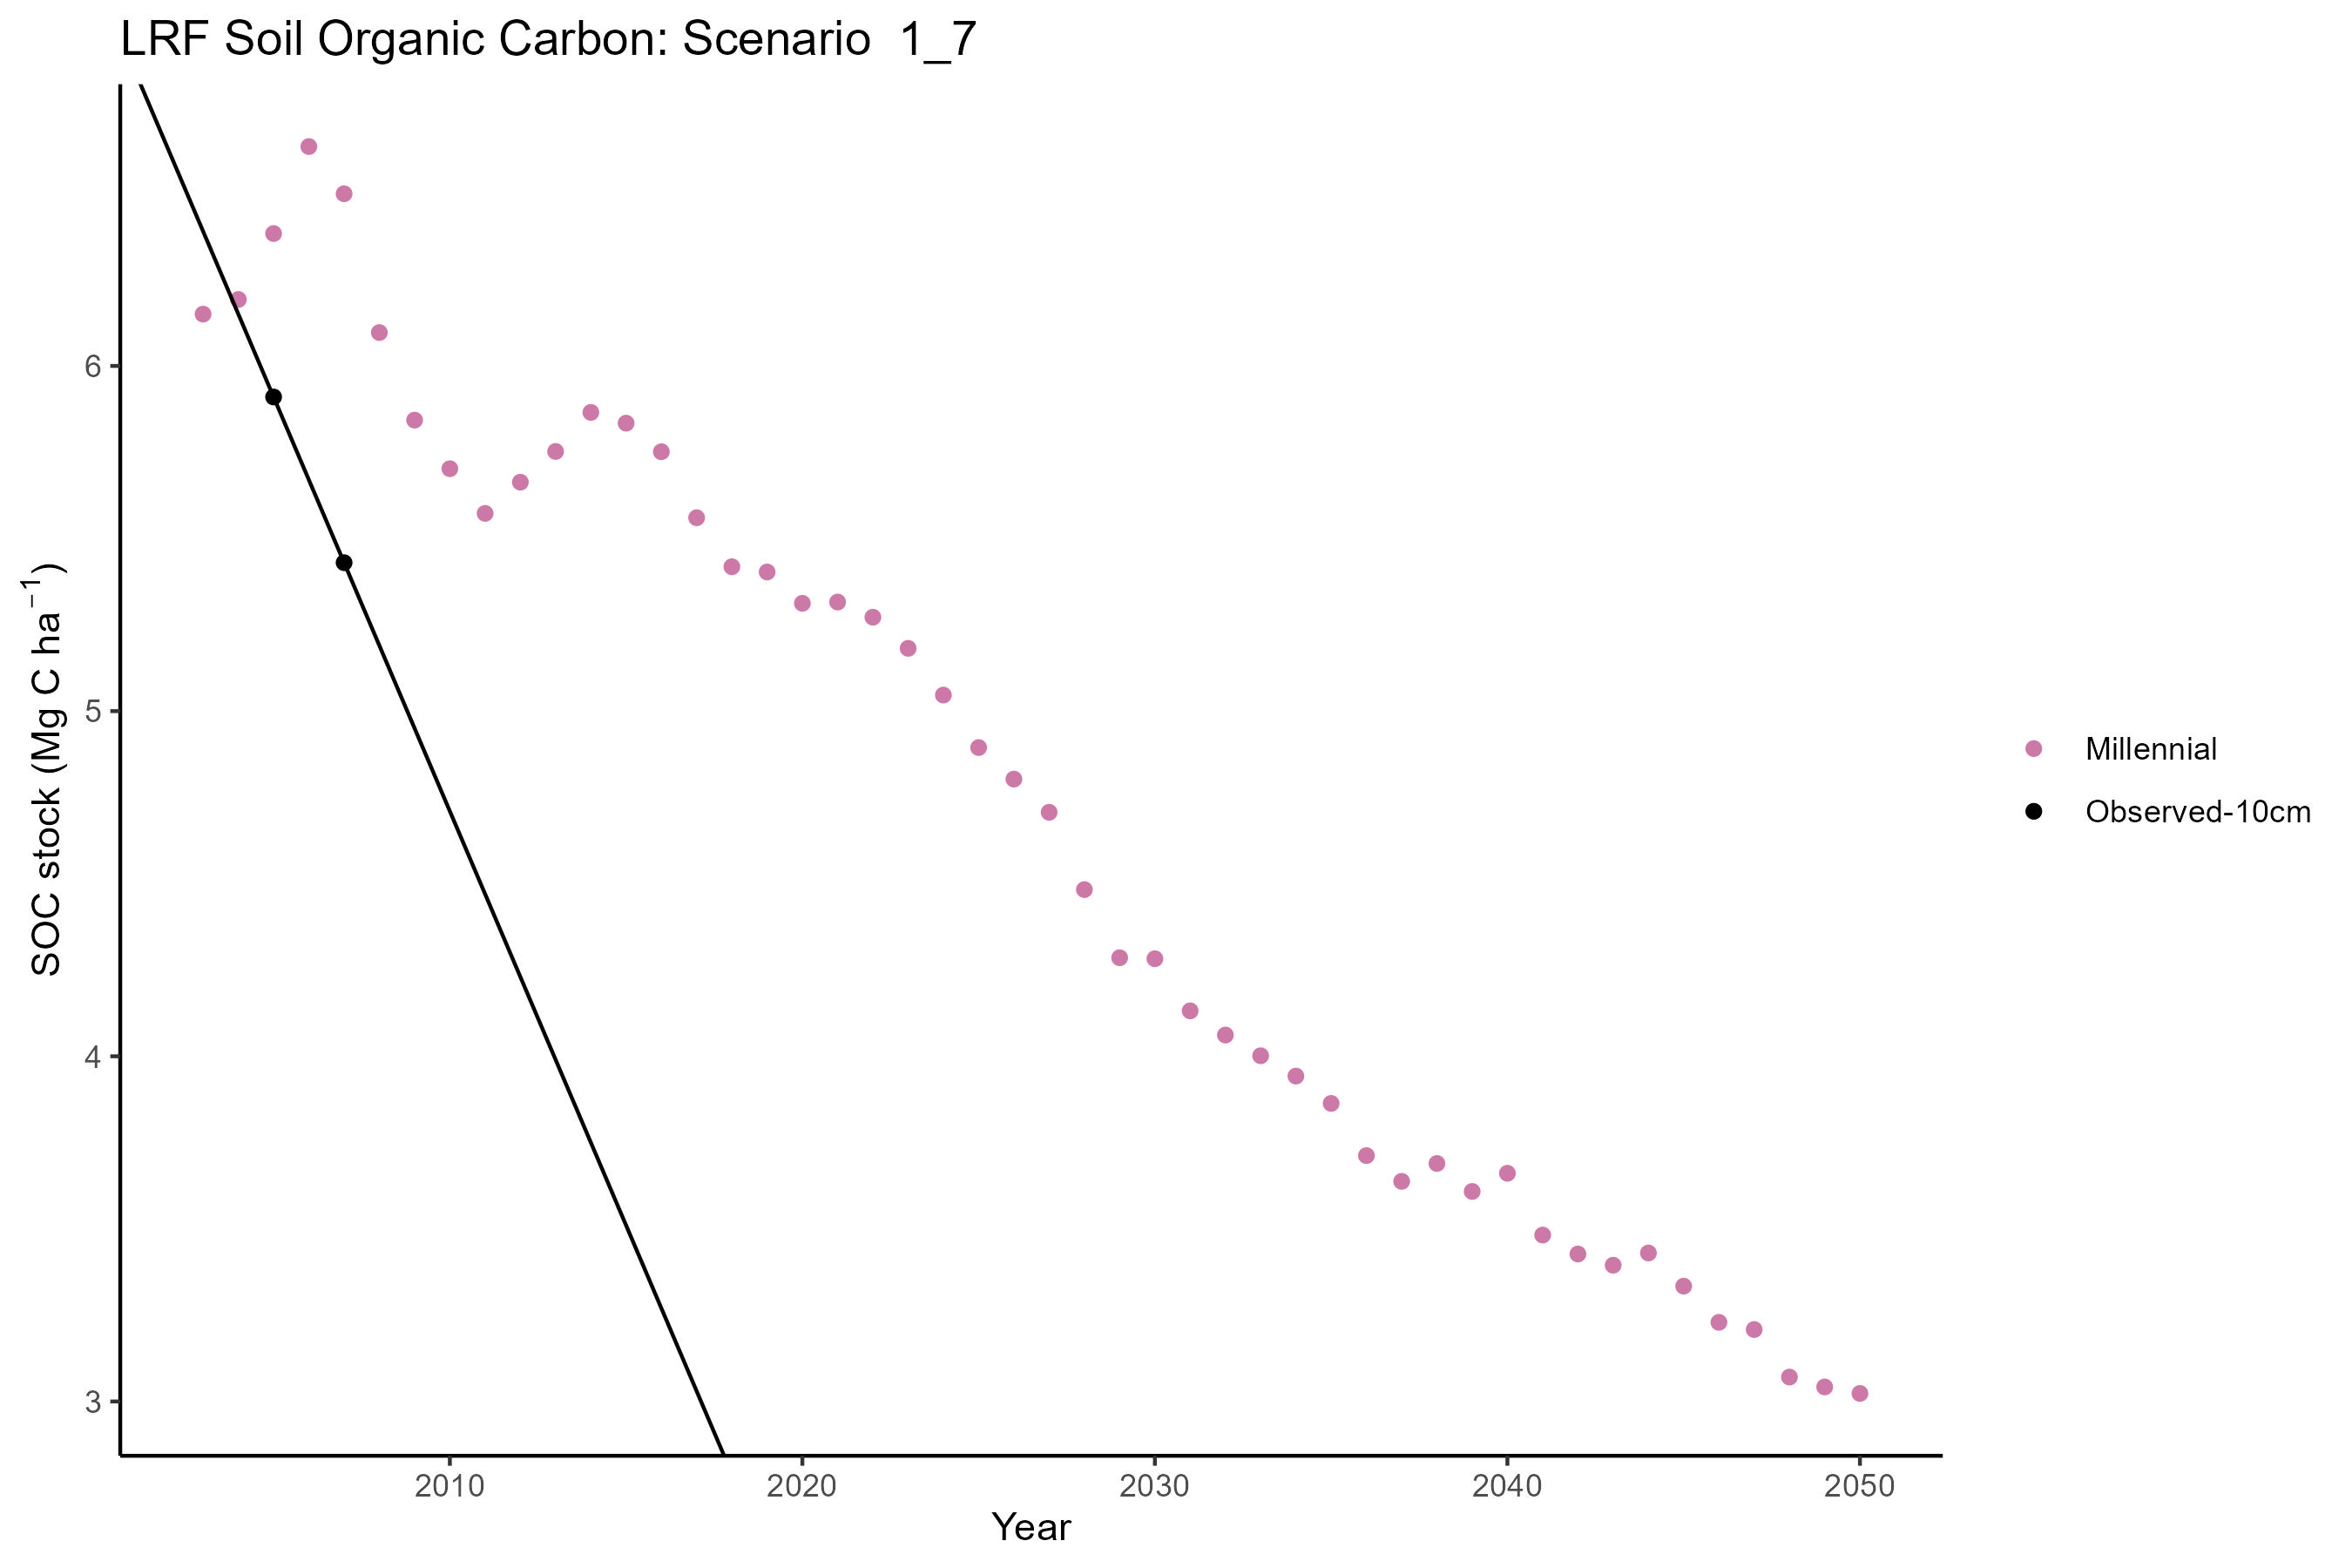 LRF Soil Organic Carbon: Scenario  1_7
SOC stock (Mg C ha⁻¹)
6
5
4
3
2010
2020
2030
2040
2050
Year
Millennial
Observed-10cm